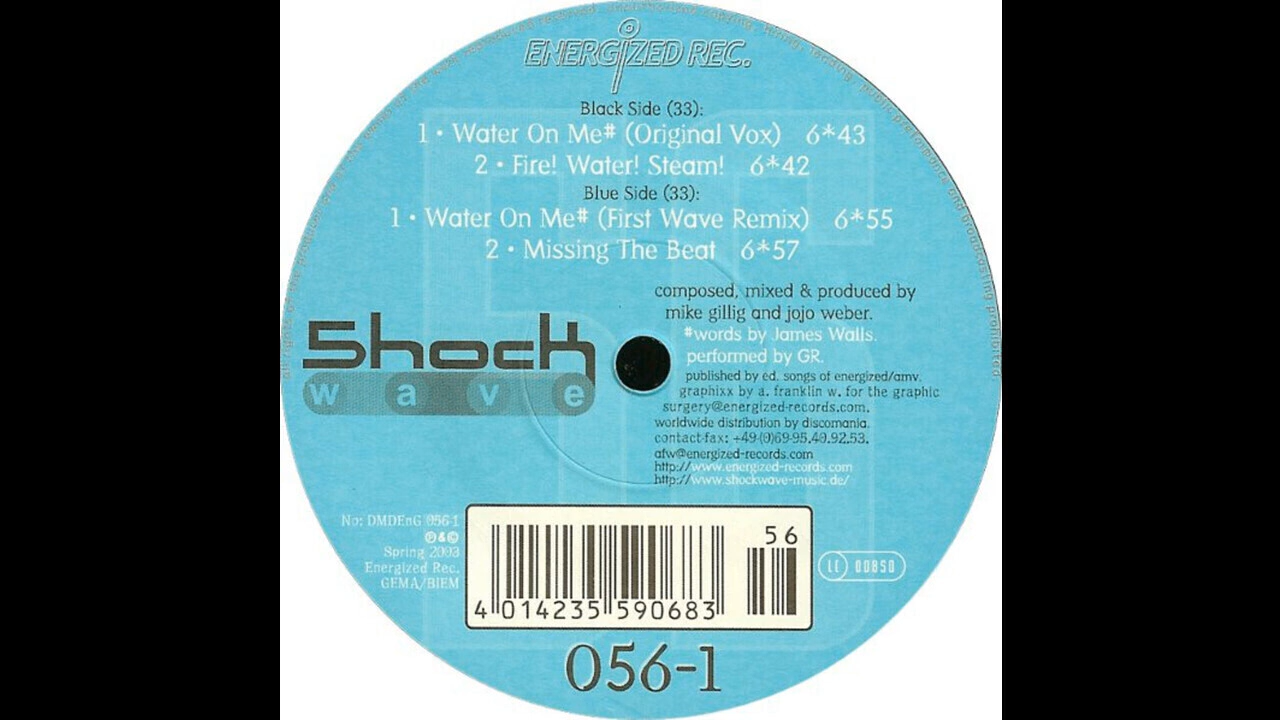 ENERGiZED REC.
Black Side (33):
1 • Water On Me# (Original Vox) 6*43
2 • Fire! Water! Steam! 6*42
Blue Side (33):
1 • Water On Me# (First Wave Remix) 6*55
2 • Missing The Beat 6*57
composed, mixed & produced by
mike gillig and jojo weber.
#words by James Walls.
performed by GR.
published by ed. songs of energized/amv.
graphixx by a. franklin w. for the graphic
surgery@energized-records.com.
worldwide distribution by discomania.
contact-fax: +49-(0)69-95.40.92.53.
afw@energized-records.com
http://www.energized-records.com
http://www.shockwave-music.de/
Shock
wave
No: DMDEnG 056-1
℗&©
Spring 2003
Energized Rec.
GEMA/BIEM
56
4 014235 590683
LC 00850
056-1
public performance and broadcasting prohibited.